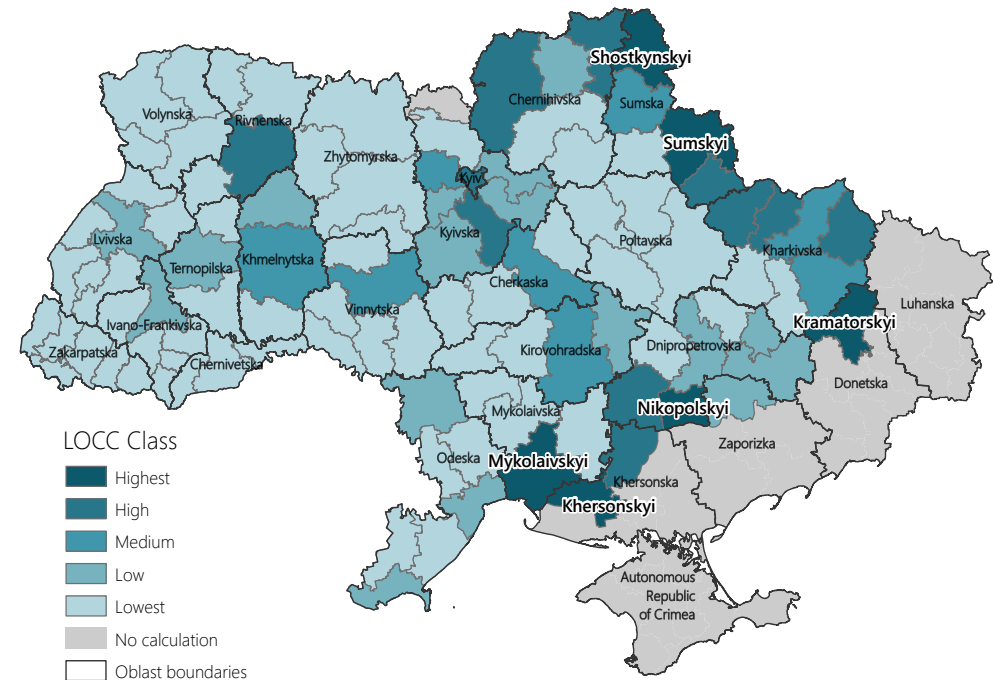 Shostkynskyi
Chernihivska
Sumska
Volynska
Rivnenska
Sumskyi
Zhytomyrska
Kyiv
Lvivska
Kyivska
Poltavska
Kharkivska
Khmelnytska
Ternopilska
Cherkaska
Luhanska
Vinnytska
Ivano-Frankivska
Kramatorskyi
Zakarpatska
Chernivetska
Kirovohradska
Dnipropetrovska
Donetska
Nikopolskyi
Mykolaivska
Zaporizka
Odeska
Mykolaivskyi
Khersonska
Khersonskyi
Autonomous
Republic
of Crimea
LOCC Class
Highest
High
Medium
Low
Lowest
No calculation
Oblast boundaries